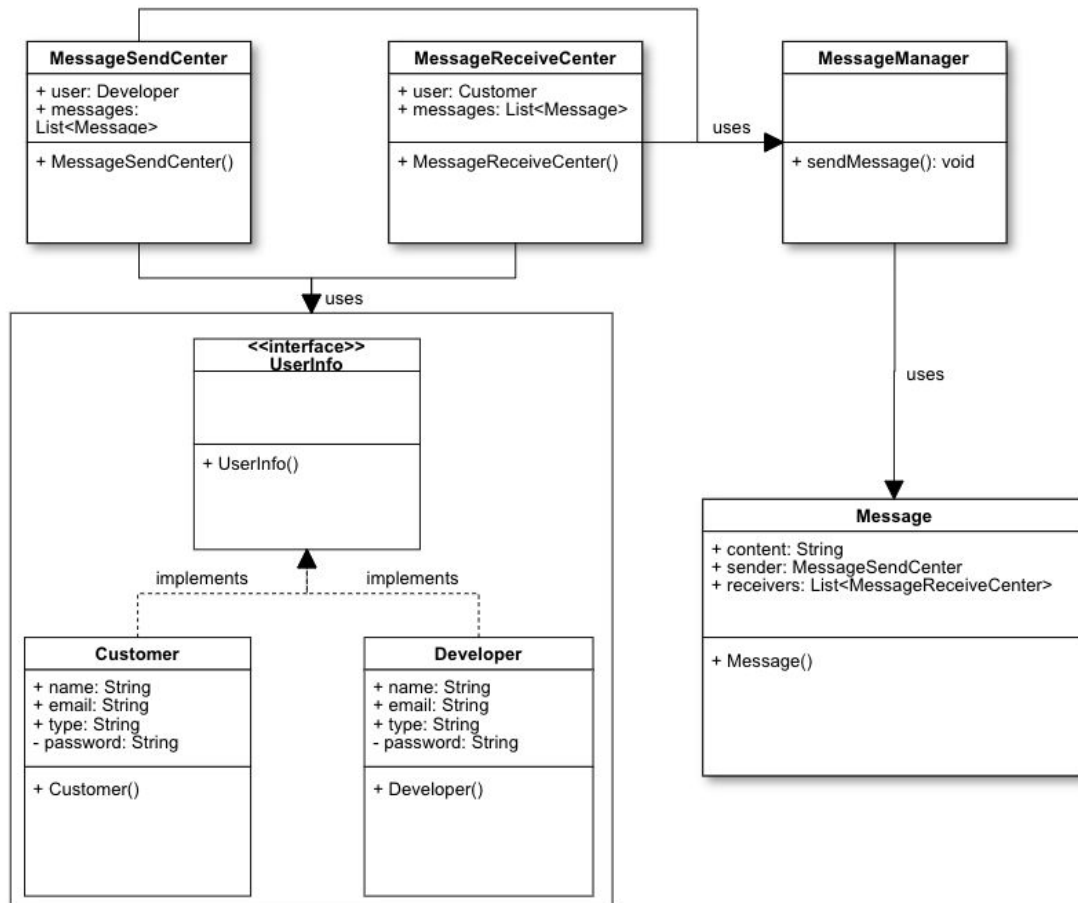 MessageSendCenter
+ user: Developer
+ messages:
List<Message>
+ MessageSendCenter()
MessageReceiveCenter
+ user: Customer
+ messages: List<Message>
+ MessageReceiveCenter()
uses
MessageManager
+ sendMessage(): void
uses
uses
<<interface>>
UserInfo
+ UserInfo()
implements
implements
Customer
+ name: String
+ email: String
+ type: String
- password: String
+ Customer()
Developer
+ name: String
+ email: String
+ type: String
- password: String
+ Developer()
Message
+ content: String
+ sender: MessageSendCenter
+ receivers: List<MessageReceiveCenter>
+ Message()